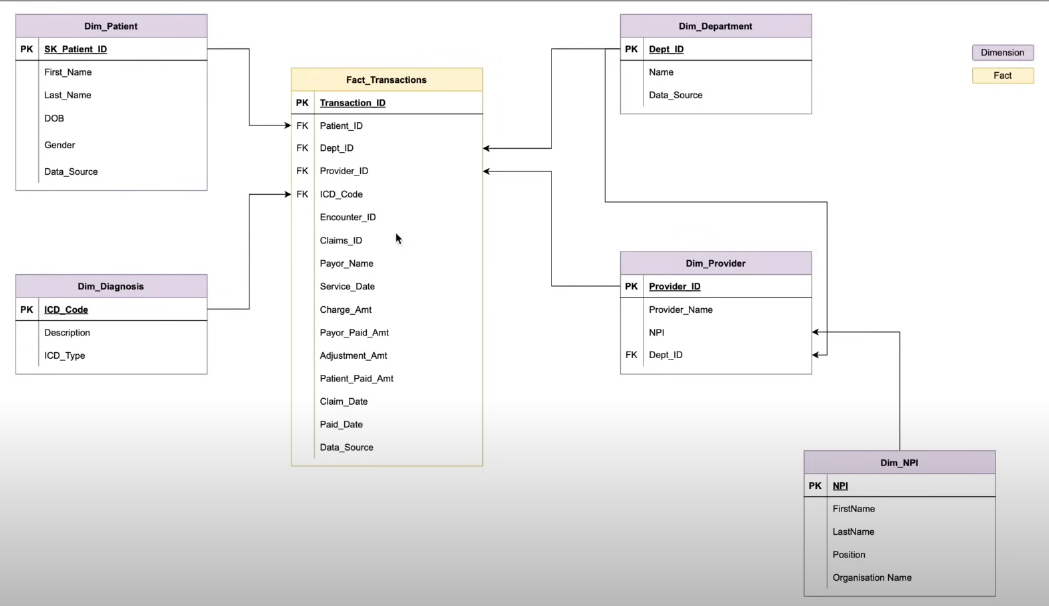 Dim_Patient
PK SK_Patient_ID
First_Name
Last_Name
DOB
Gender
Data_Source
Fact_Transactions
PK Transaction_ID
FK Patient_ID
FK Dept_ID
FK Provider_ID
FK ICD_Code
Encounter_ID
Claims_ID
Payor_Name
Service_Date
Charge_Amt
Payor_Paid_Amt
Adjustment_Amt
Patient_Paid_Amt
Claim_Date
Paid_Date
Data_Source
Dim_Department
PK Dept_ID
Name
Data_Source
Dimension
Fact
Dim_Diagnosis
PK ICD_Code
Description
ICD_Type
Dim_Provider
PK Provider_ID
Provider_Name
NPI
FK Dept_ID
Dim_NPI
PK NPI
FirstName
LastName
Position
Organisation Name